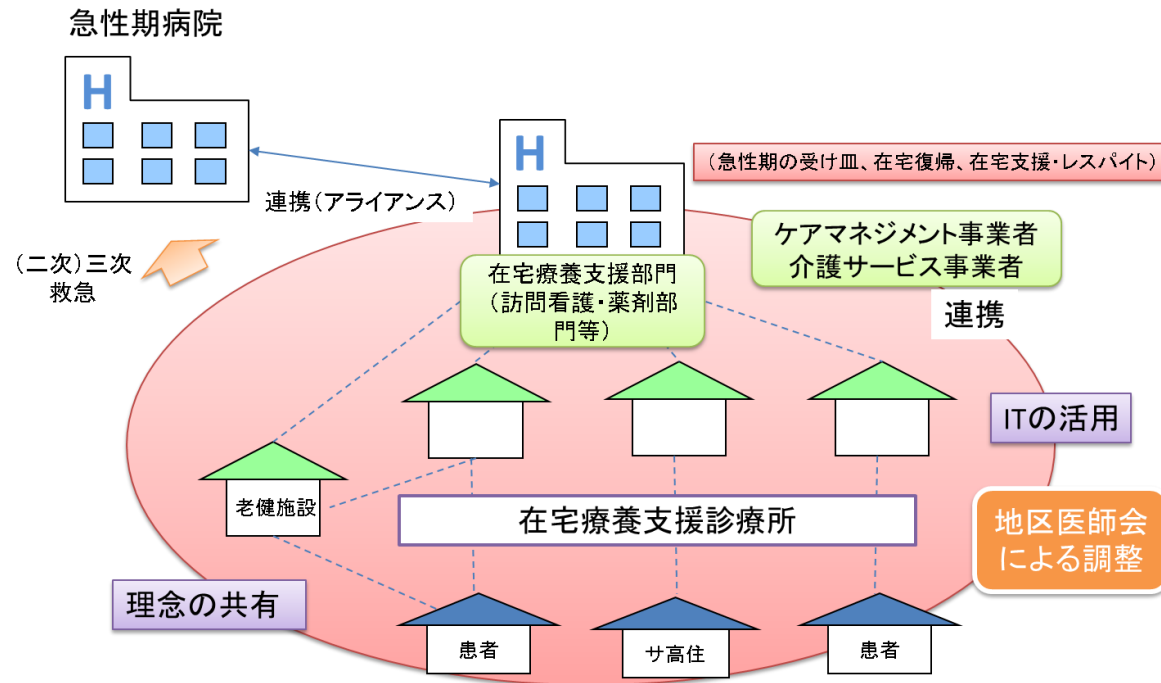 急性期病院
H
H
(急性期の受け皿、在宅復帰、在宅支援・レスパイト)
連携(アライアンス)
ケアマネジメント事業者
介護サービス事業者
連携
(二次)三次
救急
在宅療養支援部門
(訪問看護・薬剤部
門等)
ITの活用
老健施設
在宅療養支援診療所
地区医師会
による調整
理念の共有
患者
サ高住
患者